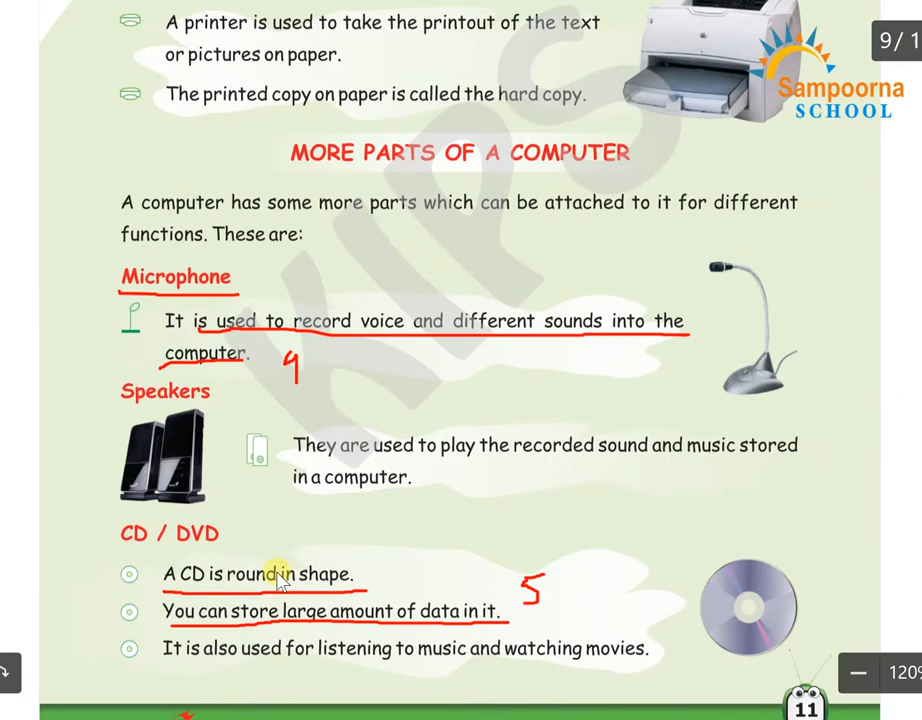 A printer is used to take the printout of the text
or pictures on paper.
9/1
Sampoorna
SCHOOL
The printed copy on paper is called the hard copy.
MORE PARTS OF A COMPUTER
A computer has some more parts which can be attached to it for different
functions. These are:
Microphone
It is used to record voice and different sounds into the
computer.
9
Speakers
They are used to play the recorded sound and music stored
in a computer.
CD / DVD
A CD is round in shape.
5
You can store large amount of data in it.
It is also used for listening to music and watching movies.
KIPS
120%
11